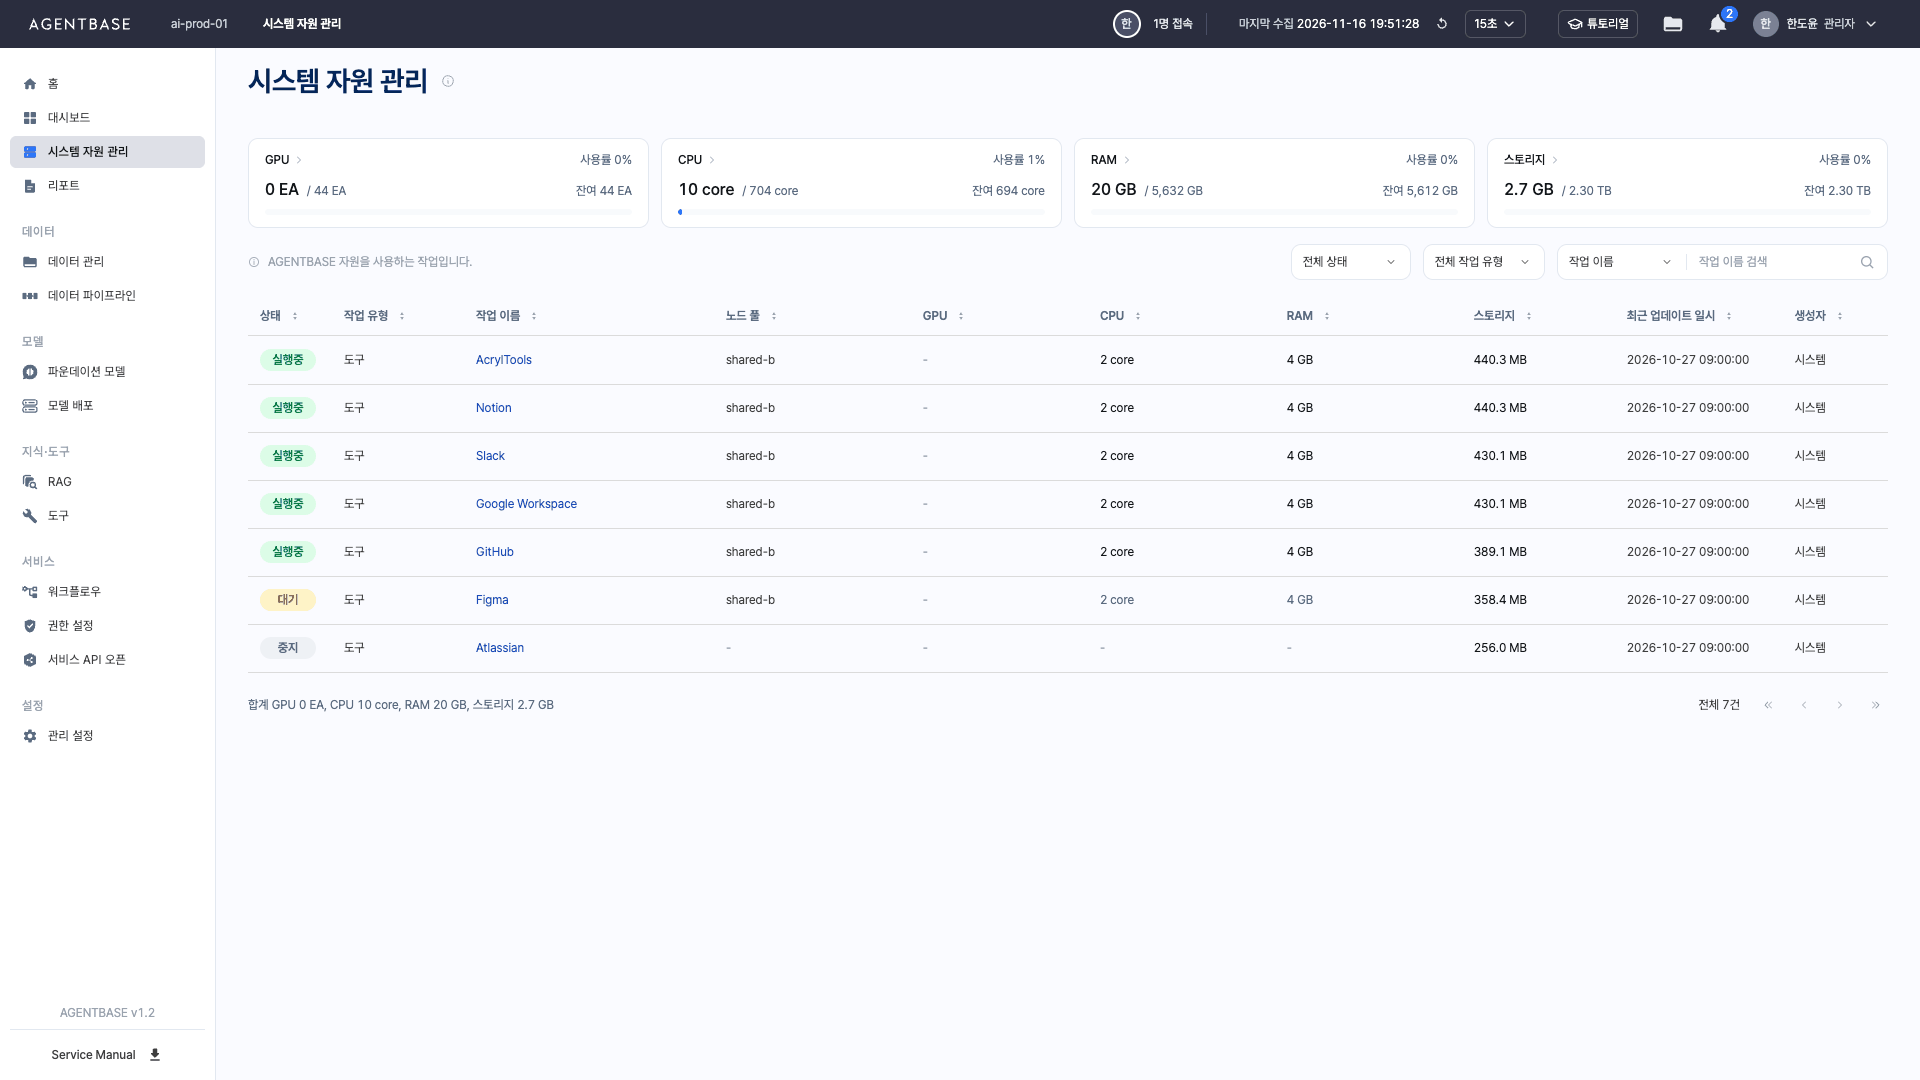 AGENTBASE ai-prod-01 시스템 자원 관리 한 1명 접속 마지막 수집 2026-11-16 19:51:28 15초 튜토리얼 2 한 한도윤 관리자
홈
대시보드
시스템 자원 관리
리포트
데이터
데이터 관리
데이터 파이프라인
모델
파운데이션 모델
모델 배포
지식·도구
RAG
도구
서비스
워크플로우
권한 설정
서비스 API 오픈
설정
관리 설정
AGENTBASE v1.2
Service Manual
시스템 자원 관리
GPU 사용률 0%
0 EA / 44 EA 잔여 44 EA
CPU 사용률 1%
10 core / 704 core 잔여 694 core
RAM 사용률 0%
20 GB / 5,632 GB 잔여 5,612 GB
스토리지 사용률 0%
2.7 GB / 2.30 TB 잔여 2.30 TB
AGENTBASE 자원을 사용하는 작업입니다. 전체 상태 전체 작업 유형 작업 이름 작업 이름 검색
상태 작업 유형 작업 이름 노드 풀 GPU CPU RAM 스토리지 최근 업데이트 일시 생성자
실행중 도구 AcrylTools shared-b - 2 core 4 GB 440.3 MB 2026-10-27 09:00:00 시스템
실행중 도구 Notion shared-b - 2 core 4 GB 440.3 MB 2026-10-27 09:00:00 시스템
실행중 도구 Slack shared-b - 2 core 4 GB 430.1 MB 2026-10-27 09:00:00 시스템
실행중 도구 Google Workspace shared-b - 2 core 4 GB 430.1 MB 2026-10-27 09:00:00 시스템
실행중 도구 GitHub shared-b - 2 core 4 GB 389.1 MB 2026-10-27 09:00:00 시스템
대기 도구 Figma shared-b - 2 core 4 GB 358.4 MB 2026-10-27 09:00:00 시스템
중지 도구 Atlassian - - - - 256.0 MB 2026-10-27 09:00:00 시스템
합계 GPU 0 EA, CPU 10 core, RAM 20 GB, 스토리지 2.7 GB 전체 7건